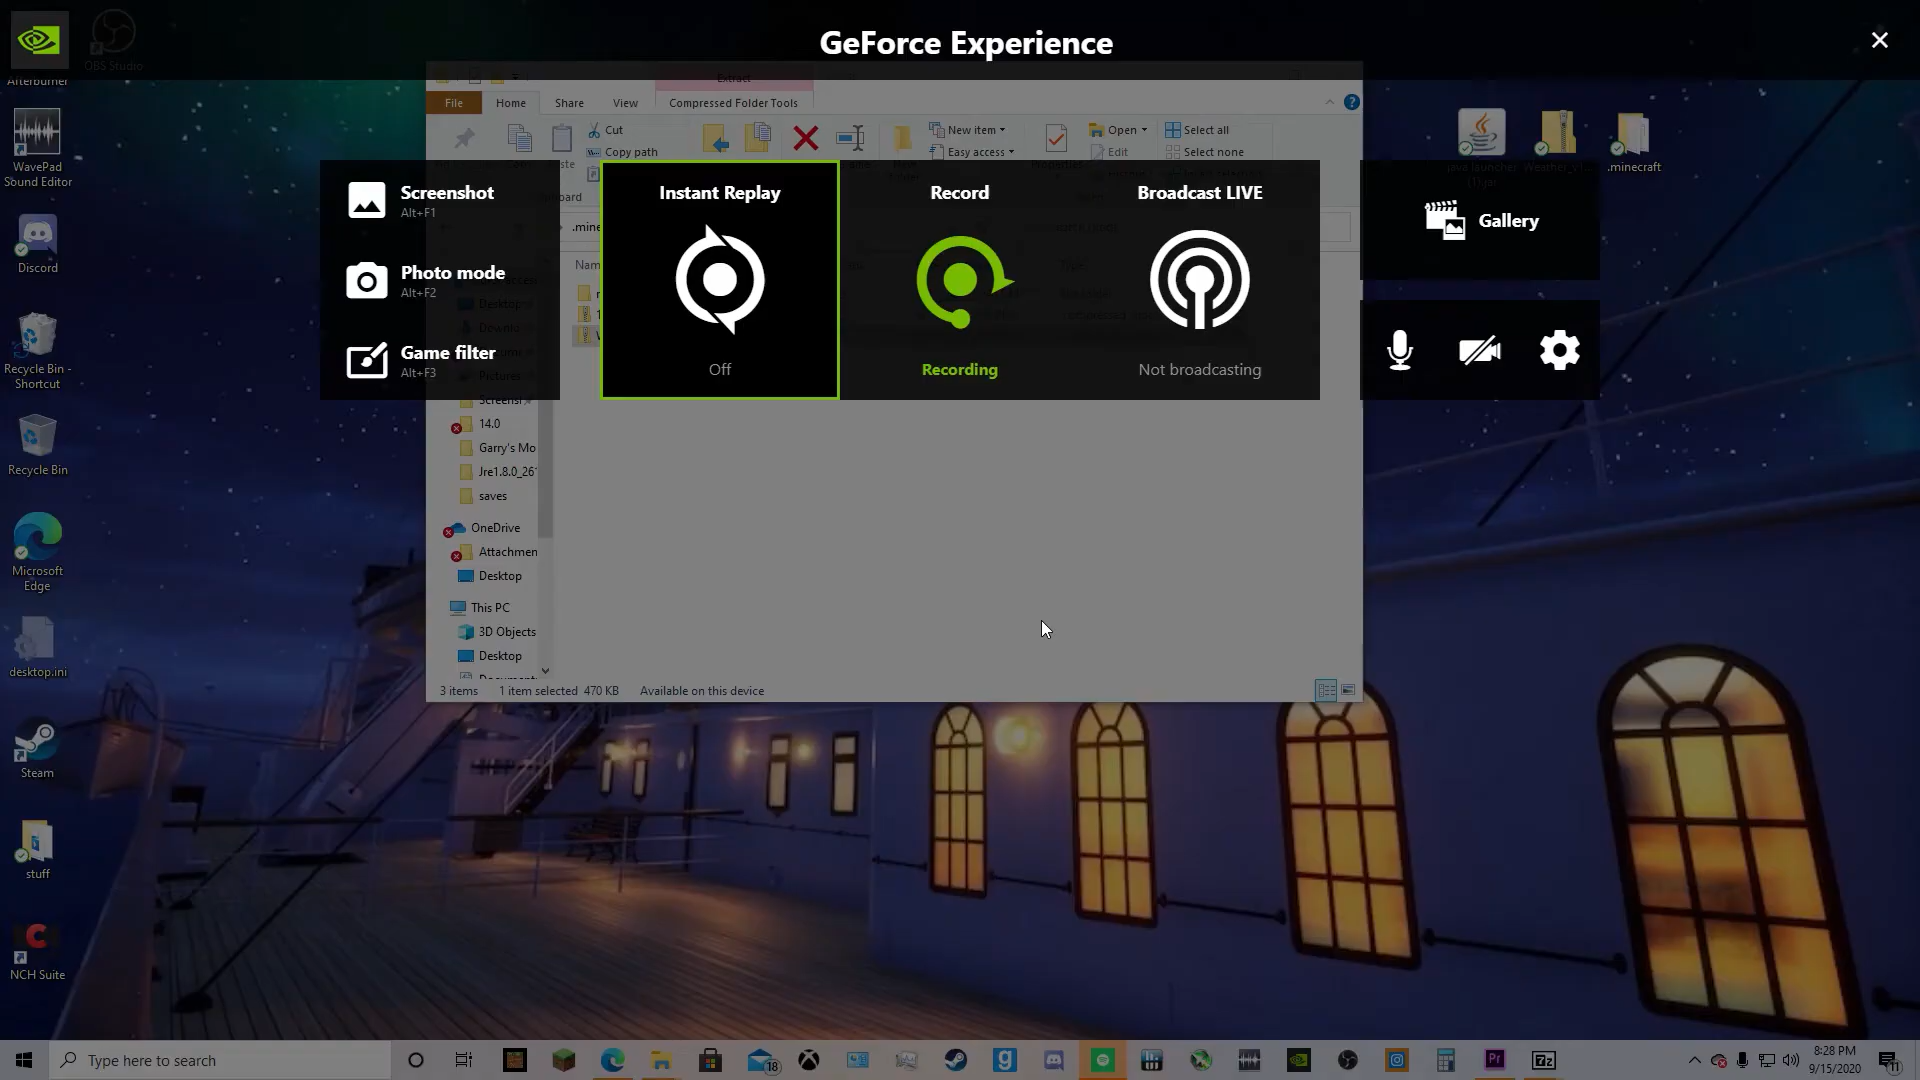 GeForce Experience
Afterburner
OBS Studio
Extract
File
Home
Share
View
Compressed Folder Tools
Cut
Copy path
New item
Easy access
Open
Edit
Select all
Select none
WavePad
Sound Editor
Discord
Recycle Bin -
Shortcut
Recycle Bin
Microsoft
Edge
desktop.ini
Steam
stuff
NCH Suite
.minecraft
Screenshot
Alt+F1
Photo mode
Alt+F2
Game filter
Alt+F3
Instant Replay
Off
Record
Recording
Broadcast LIVE
Not broadcasting
Gallery
14.0
Garry's Mo
Jre1.8.0_26
saves
OneDrive
Attachmen
Desktop
This PC
3D Objects
Desktop
3 items
1 item selected 470 KB
Available on this device
Type here to search
18
8:28 PM
9/15/2020
11